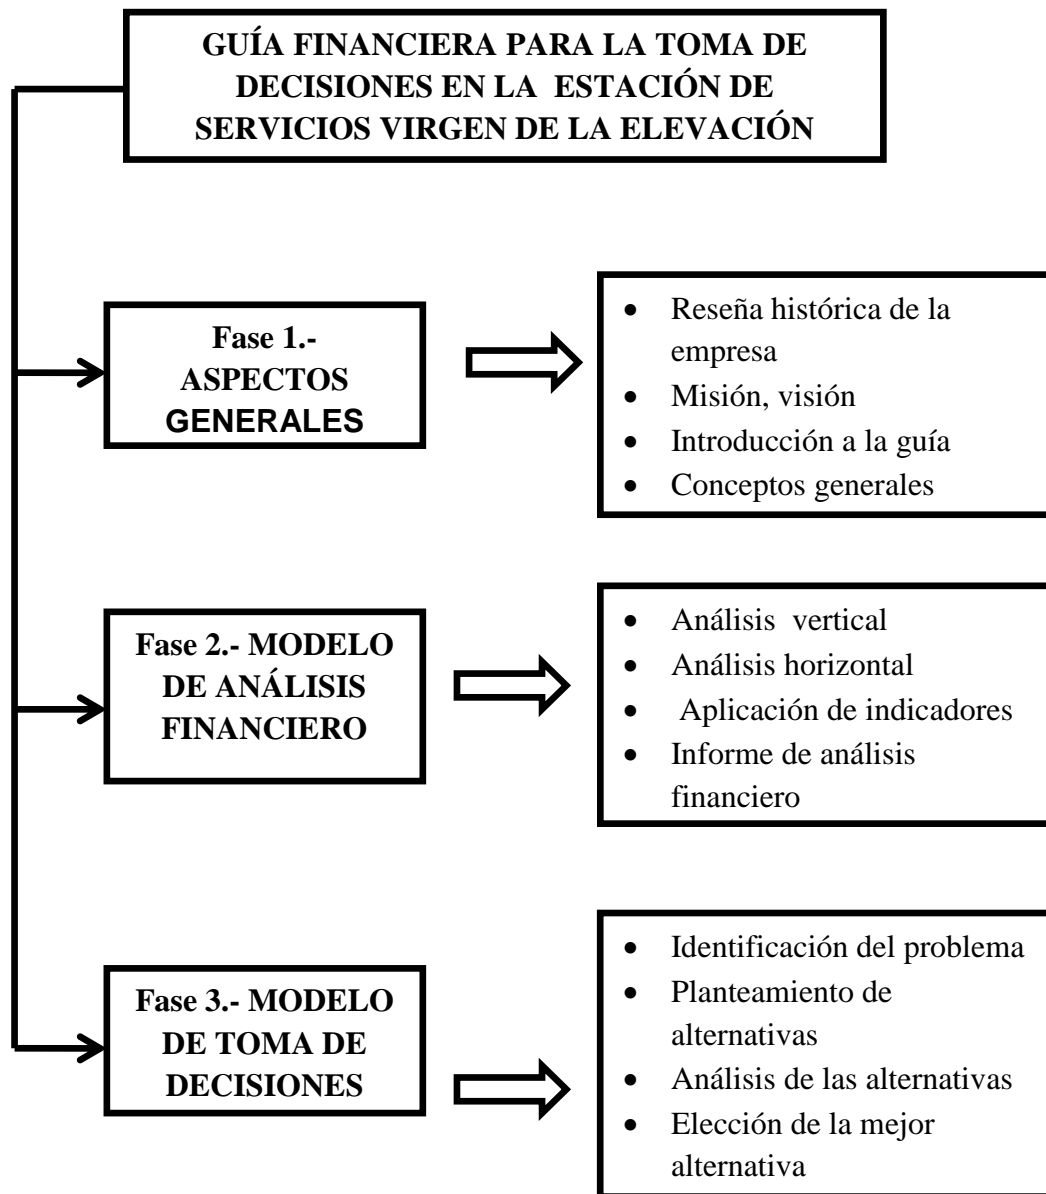 GUÍA FINANCIERA PARA LA TOMA DE
DECISIONES EN LA  ESTACIÓN DE
SERVICIOS VIRGEN DE LA ELEVACIÓN
Fase 1.-
ASPECTOS
GENERALES
• Reseña histórica de la
empresa
• Misión, visión
• Introducción a la guía
• Conceptos generales
Fase 2.- MODELO
DE ANÁLISIS
FINANCIERO
• Análisis  vertical
• Análisis horizontal
• Aplicación de indicadores
• Informe de análisis
financiero
Fase 3.- MODELO
DE TOMA DE
DECISIONES
• Identificación del problema
• Planteamiento de
alternativas
• Análisis de las alternativas
• Elección de la mejor
alternativa